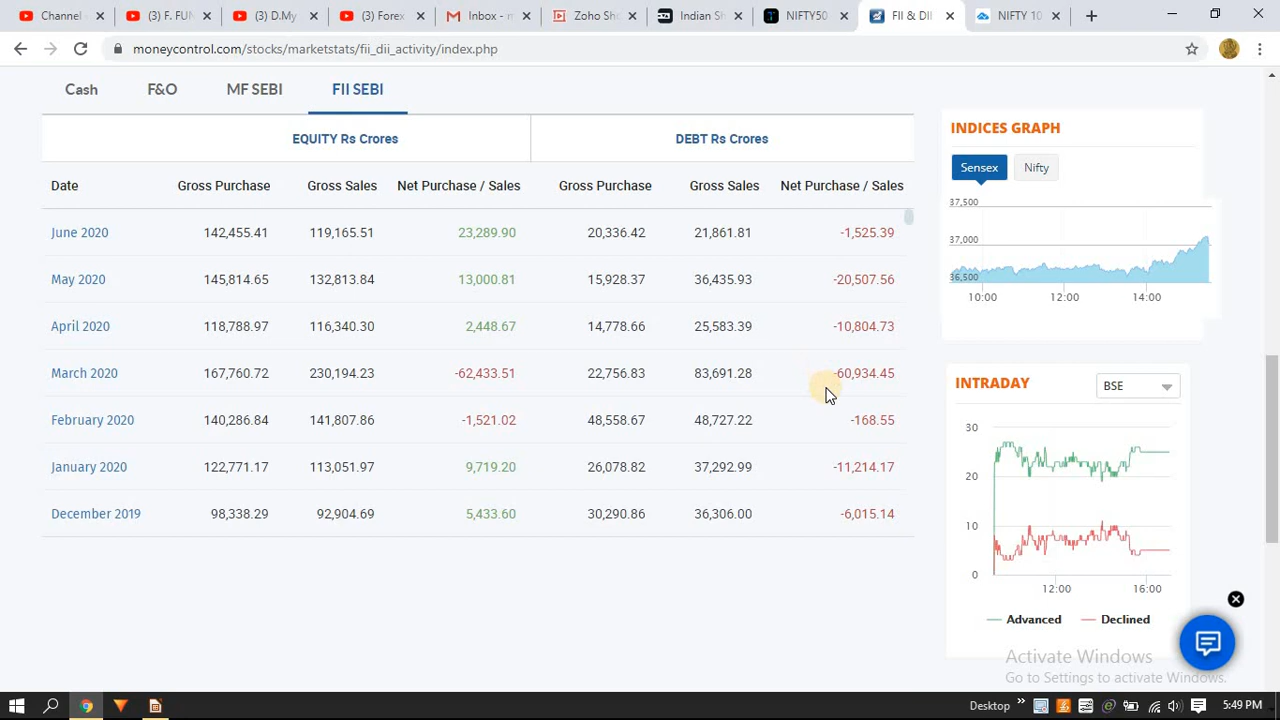 Channel (3) F. FUN (3) D.My (3) Fore Inbox - Zoho Sho Indian St NIFTY50 FII & DII NIFTY 10
moneycontrol.com/stocks/marketstats/fii_dii_activity/index.php
Cash F&O MF SEBI FII SEBI
EQUITY Rs Crores DEBT Rs Crores
Date Gross Purchase Gross Sales Net Purchase / Sales Gross Purchase Gross Sales Net Purchase / Sales
June 2020 142,455.41 119,165.51 23,289.90 20,336.42 21,861.81 -1,525.39
May 2020 145,814.65 132,813.84 13,000.81 15,928.37 36,435.93 -20,507.56
April 2020 118,788.97 116,340.30 2,448.67 14,778.66 25,583.39 -10,804.73
March 2020 167,760.72 230,194.23 -62,433.51 22,756.83 83,691.28 -60,934.45
February 2020 140,286.84 141,807.86 -1,521.02 48,558.67 48,727.22 -168.55
January 2020 122,771.17 113,051.97 9,719.20 26,078.82 37,292.99 -11,214.17
December 2019 98,338.29 92,904.69 5,433.60 30,290.86 36,306.00 -6,015.14
INDICES GRAPH
Sensex Nifty
37,500
37,000
36,500
10:00 12:00 14:00
INTRADAY BSE
30
20
10
0
12:00 16:00
Advanced Declined
Activate Windows
Go to Settings to activate Windows.
Desktop 5:49 PM